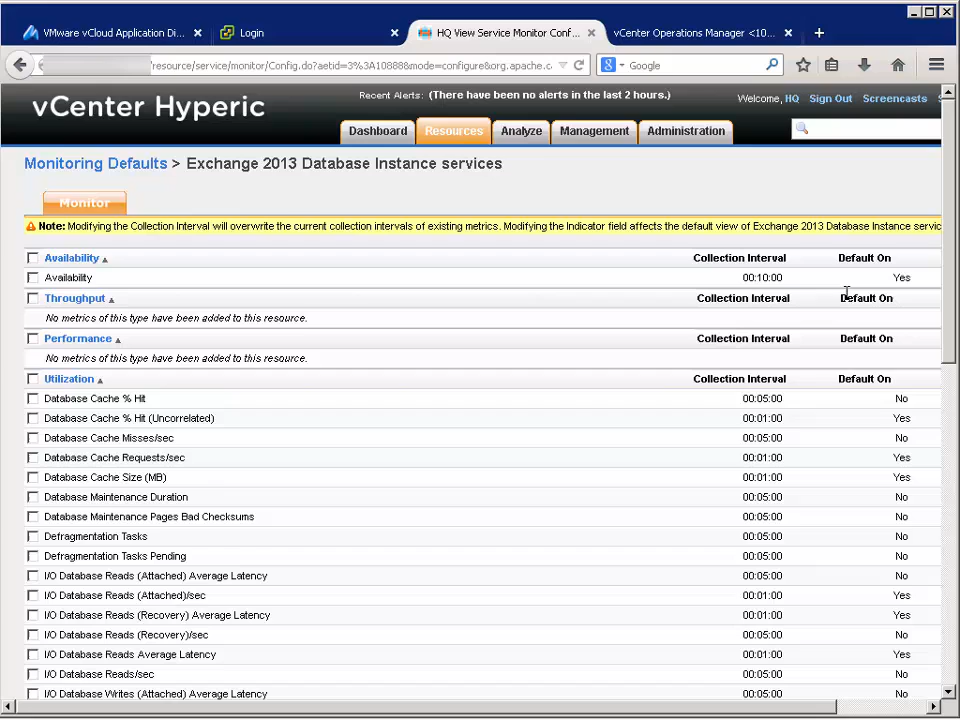 VMware vCloud Application Di...
Login
HQ View Service Monitor Conf...
vCenter Operations Manager <10...
/resource/service/monitor/Config.do?aetid=3%3A10888&mode=configure&org.apache.c
Google
vCenter Hyperic
Recent Alerts: (There have been no alerts in the last 2 hours.)
Welcome, HQ Sign Out Screencasts
Dashboard Resources Analyze Management Administration
Monitoring Defaults > Exchange 2013 Database Instance services
Monitor
Note: Modifying the Collection Interval will overwrite the current collection intervals of existing metrics. Modifying the Indicator field affects the default view of Exchange 2013 Database Instance servic
Availability Collection Interval Default On
Availability 00:10:00 Yes
Throughput Collection Interval Default On
No metrics of this type have been added to this resource.
Performance Collection Interval Default On
No metrics of this type have been added to this resource.
Utilization Collection Interval Default On
Database Cache % Hit 00:05:00 No
Database Cache % Hit (Uncorrelated) 00:01:00 Yes
Database Cache Misses/sec 00:05:00 No
Database Cache Requests/sec 00:01:00 Yes
Database Cache Size (MB) 00:01:00 Yes
Database Maintenance Duration 00:05:00 No
Database Maintenance Pages Bad Checksums 00:05:00 No
Defragmentation Tasks 00:05:00 No
Defragmentation Tasks Pending 00:05:00 No
I/O Database Reads (Attached) Average Latency 00:05:00 No
I/O Database Reads (Attached)/sec 00:01:00 Yes
I/O Database Reads (Recovery) Average Latency 00:01:00 Yes
I/O Database Reads (Recovery)/sec 00:05:00 No
I/O Database Reads Average Latency 00:01:00 Yes
I/O Database Reads/sec 00:05:00 No
I/O Database Writes (Attached) Average Latency 00:05:00 No